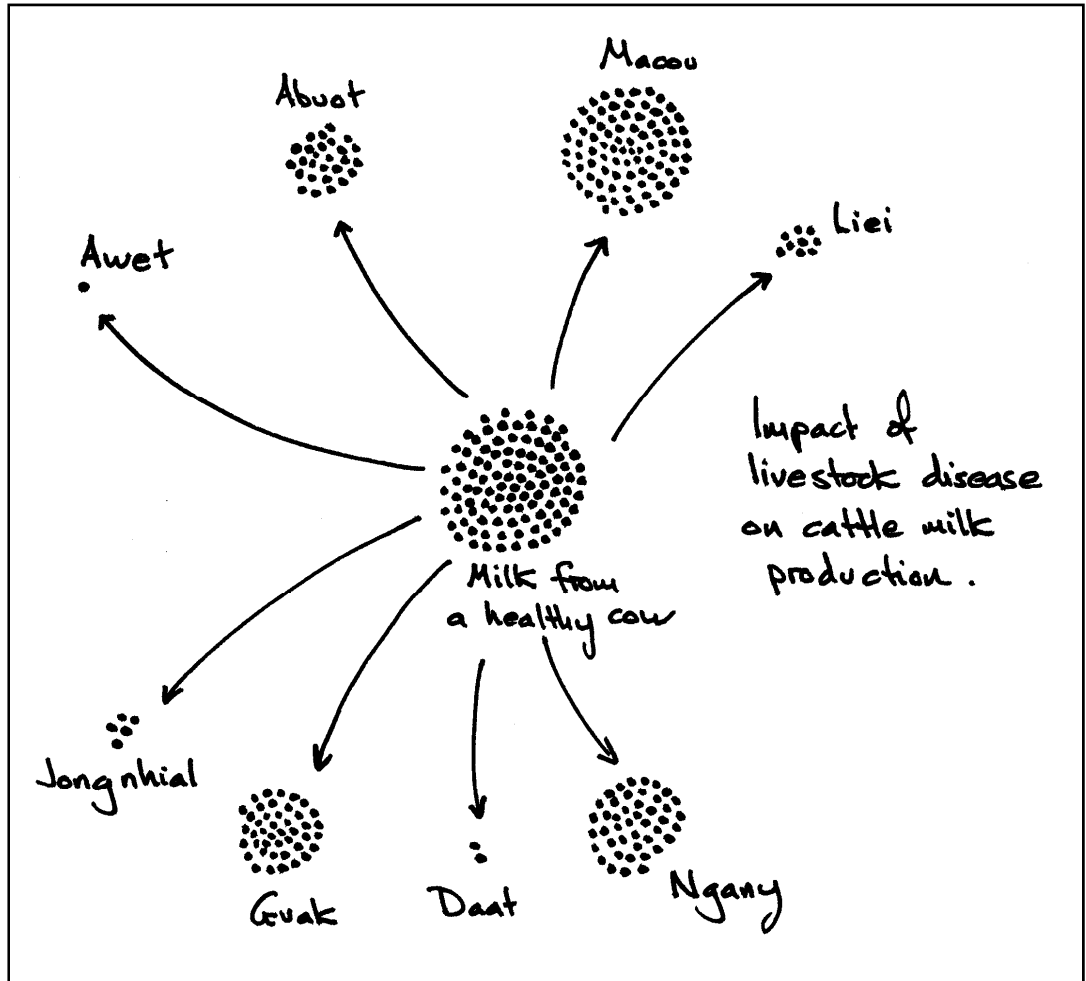 Macou
Abuot
Liei
Awet
Impact of
livestock disease
on cattle milk
production.
Milk from
a healthy cow
Jongnhial
Guak
Daat
Ngany